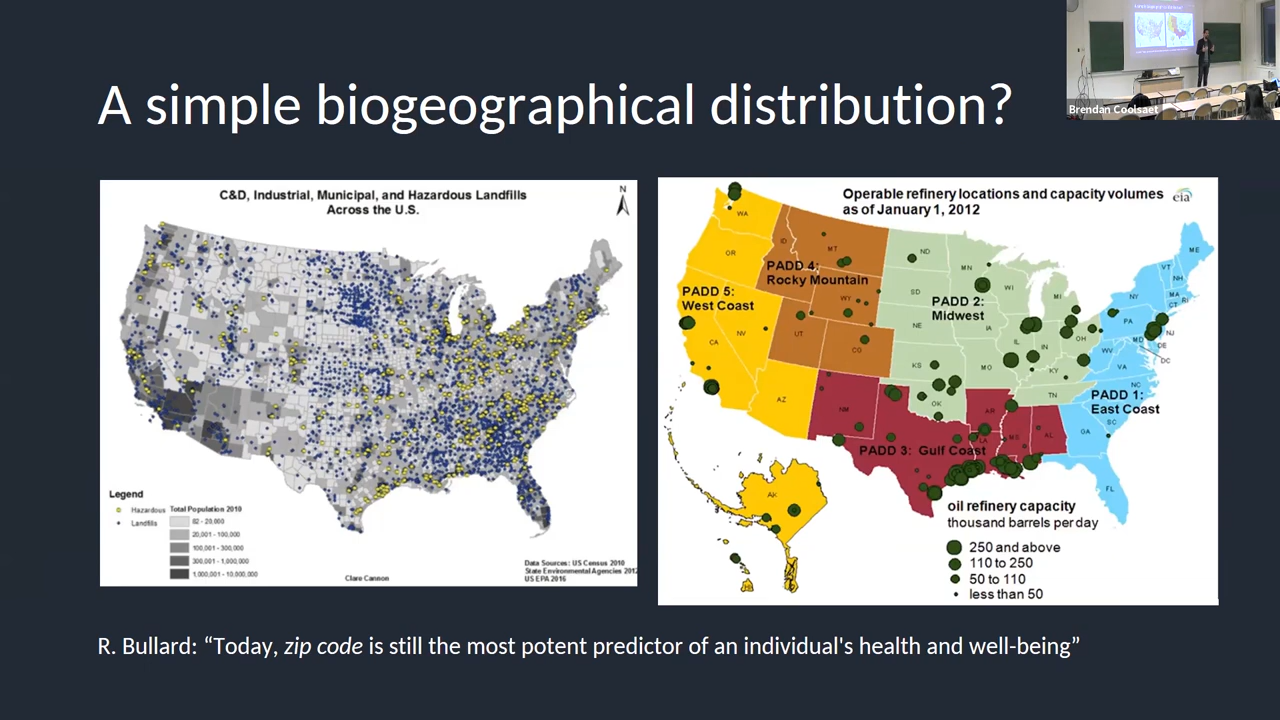 A simple biogeographical distribution?
Brendan Coolsaet
C&D, Industrial, Municipal, and Hazardous Landfills
Across the U.S.
N
Legend
Hazardous
Landfills
Total Population 2010
62 - 20,000
20,001 - 100,000
100,001 - 300,000
300,001 - 1,000,000
1,000,001 - 10,000,000
Clare Cannon
Data Sources: US Census 2010
State Environmental Agencies 201
US EPA 2016
Operable refinery locations and capacity volumes
as of January 1, 2012
eia
WA
OR
CA
NV
AZ
ID
MT
WY
UT
CO
NM
ND
SD
NE
KS
OK
MN
IA
MO
WI
IL
IN
MI
OH
KY
TN
AR
LA
MS
AL
ME
VT
NH
MA
RI
CT
NY
PA
NJ
MD
DE
DC
WV
VA
NC
SC
GA
FL
AK
PADD 4:
Rocky Mountain
PADD 5:
West Coast
PADD 2:
Midwest
PADD 1:
East Coast
PADD 3: Gulf Coast
oil refinery capacity
thousand barrels per day
250 and above
110 to 250
50 to 110
less than 50
R. Bullard: “Today, zip code is still the most potent predictor of an individual's health and well-being”